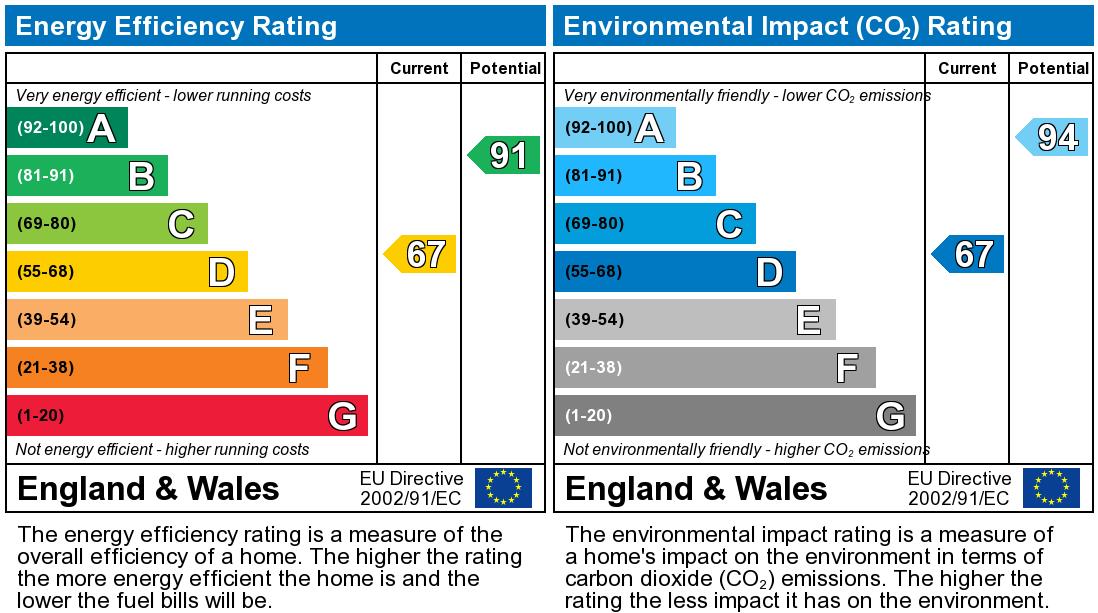 Energy Efficiency Rating
Current Potential
Very energy efficient - lower running costs
(92-100) A
(81-91) B
(69-80) C
(55-68) D
(39-54) E
(21-38) F
(1-20) G
67
91
Not energy efficient - higher running costs
England & Wales
EU Directive
2002/91/EC
The energy efficiency rating is a measure of the
overall efficiency of a home. The higher the rating
the more energy efficient the home is and the
lower the fuel bills will be.
Environmental Impact (CO₂) Rating
Current Potential
Very environmentally friendly - lower CO₂ emissions
(92-100) A
(81-91) B
(69-80) C
(55-68) D
(39-54) E
(21-38) F
(1-20) G
67
94
Not environmentally friendly - higher CO₂ emissions
England & Wales
EU Directive
2002/91/EC
The environmental impact rating is a measure of
a home's impact on the environment in terms of
carbon dioxide (CO₂) emissions. The higher the
rating the less impact it has on the environment.